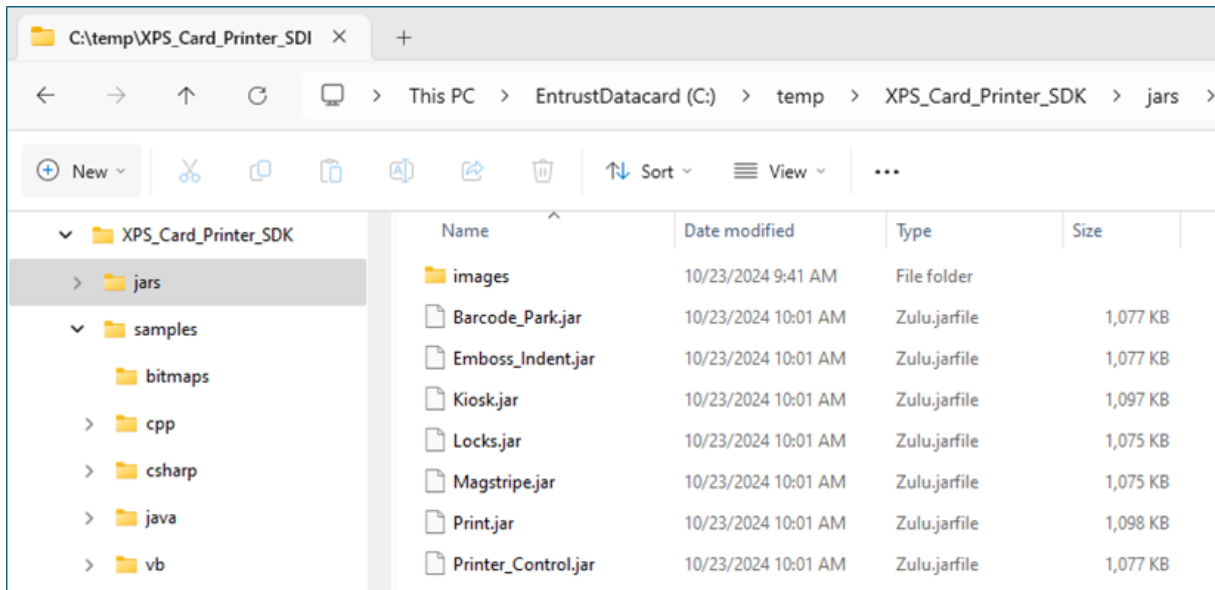 C:\temp\XPS_Card_Printer_SDI
This PC > EntrustDatacard (C:) > temp > XPS_Card_Printer_SDK > jars >
New Sort View ...
XPS_Card_Printer_SDK
jars
samples
bitmaps
cpp
csharp
java
vb
Name Date modified Type Size
images 10/23/2024 9:41 AM File folder
Barcode_Park.jar 10/23/2024 10:01 AM Zulu.jarfile 1,077 KB
Emboss_Indent.jar 10/23/2024 10:01 AM Zulu.jarfile 1,077 KB
Kiosk.jar 10/23/2024 10:01 AM Zulu.jarfile 1,097 KB
Locks.jar 10/23/2024 10:01 AM Zulu.jarfile 1,075 KB
Magstripe.jar 10/23/2024 10:01 AM Zulu.jarfile 1,075 KB
Print.jar 10/23/2024 10:01 AM Zulu.jarfile 1,098 KB
Printer_Control.jar 10/23/2024 10:01 AM Zulu.jarfile 1,077 KB